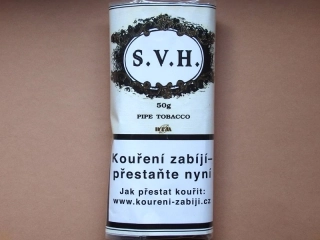 S.V.H.
50g
PIPE TOBACCO
Kouření zabíjí–
přestaňte nyní
Jak přestat kouřit:
www.koureni-zabiji.cz